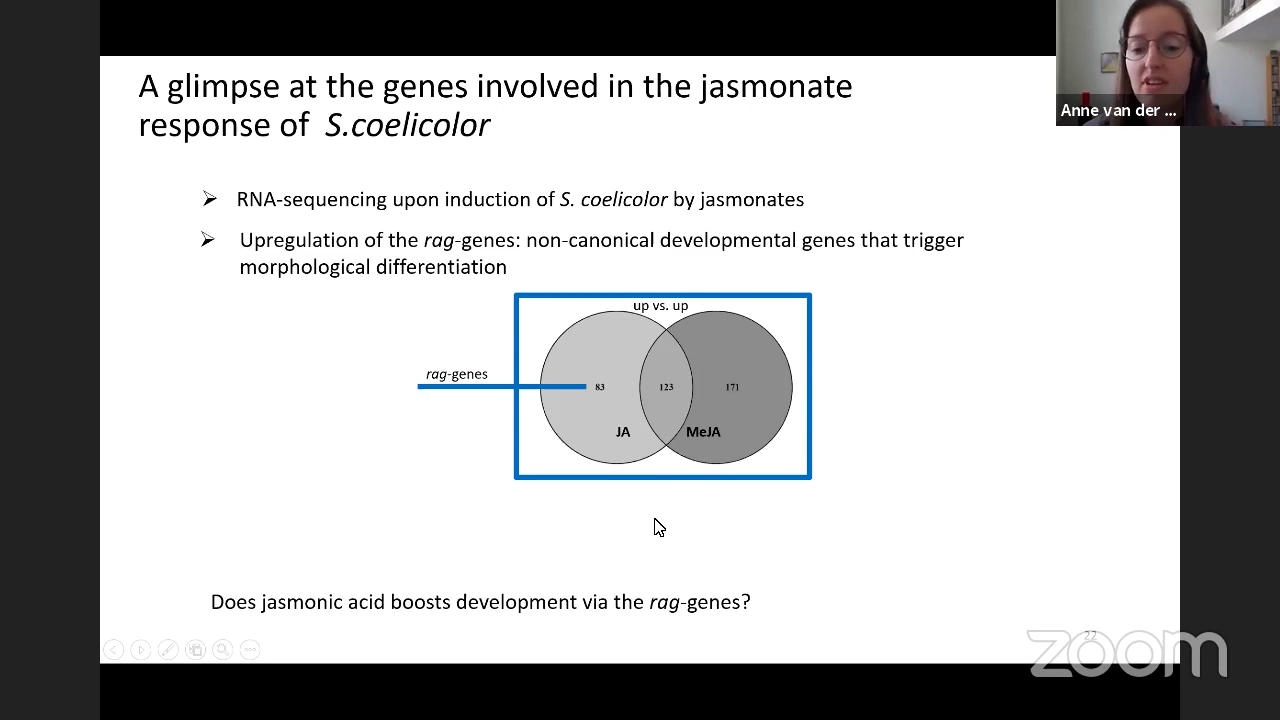 A glimpse at the genes involved in the jasmonate
response of S.coelicolor
Anne van der ...
RNA-sequencing upon induction of S. coelicolor by jasmonates
Upregulation of the rag-genes: non-canonical developmental genes that trigger
morphological differentiation
up vs. up
rag-genes
83
123
171
JA
MeJA
Does jasmonic acid boosts development via the rag-genes?
22
zoom